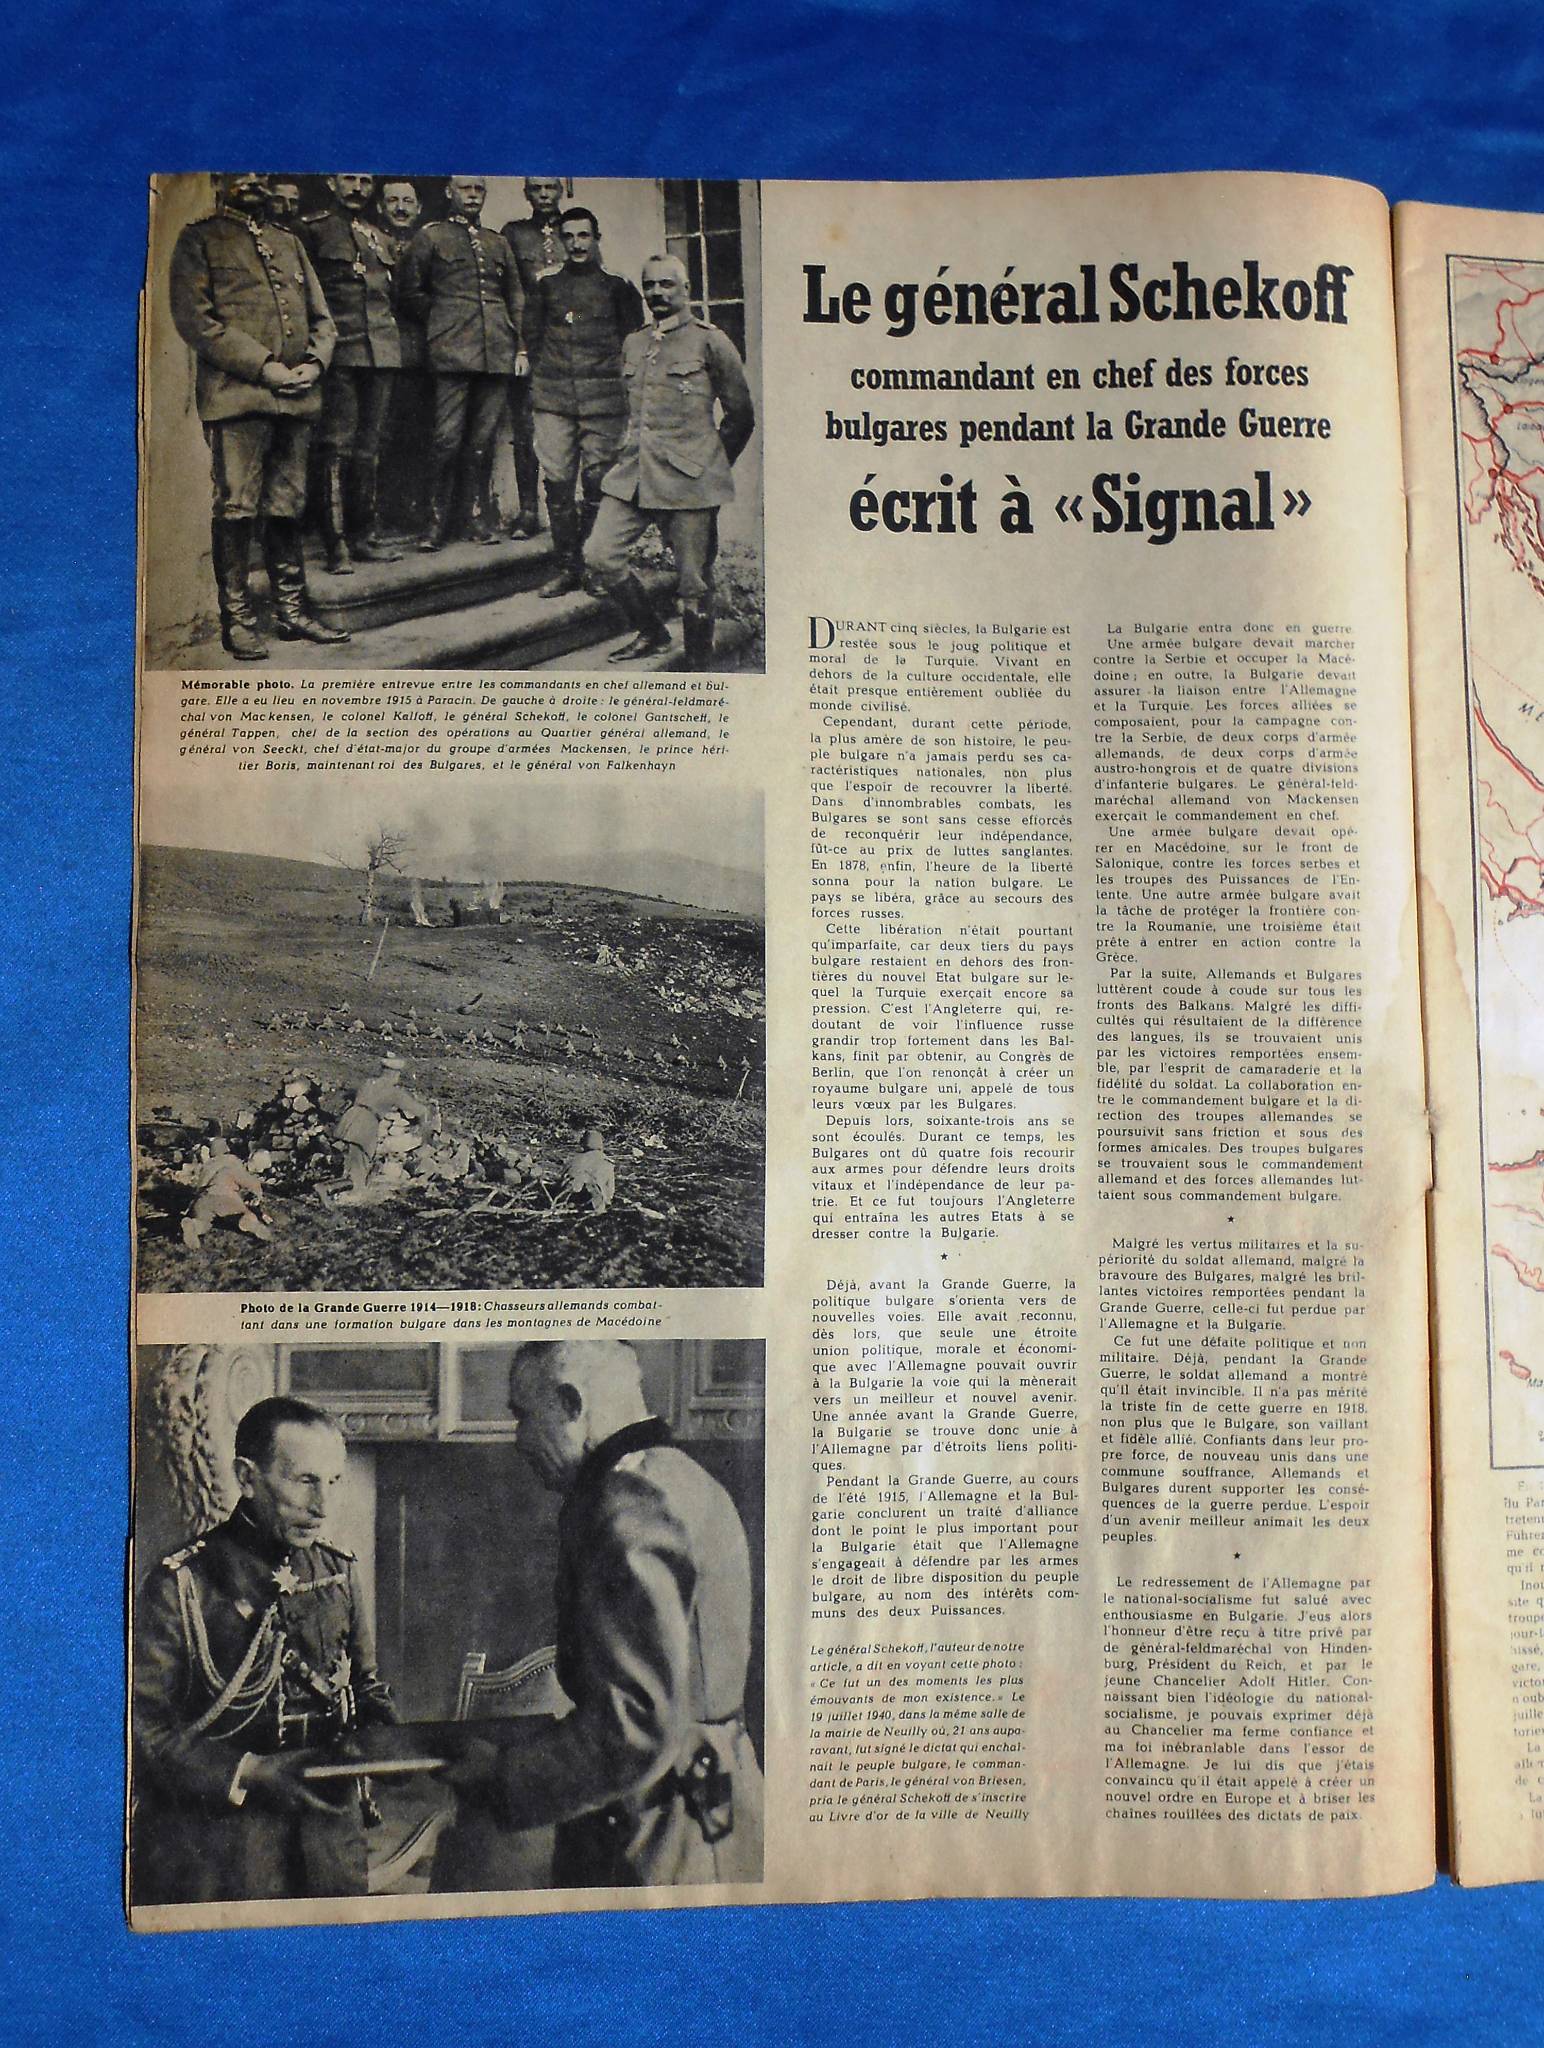 Le général Schekoff
commandant en chef des forces
bulgares pendant la Grande Guerre
écrit à «Signal»
Mémorable photo. La première entrevue entre les commandants en chef allemand et bul-
gare. Elle a eu lieu en novembre 1915 à Paracin. De gauche à droite : le général-feldmaré-
chal von Mackensen, le colonel Kalloff, le général Schekoff, le colonel Gantscheff, le
général Tappen, chef de la section des opérations au Quartier général allemand, le
général von Seeckt, chef d'état-major du groupe d'armées Mackensen, le prince héri-
tier Boris, maintenant roi des Bulgares, et le général von Falkenhayn
Photo de la Grande Guerre 1914—1918: Chasseurs allemands combat-
tant dans une formation bulgare dans les montagnes de Macédoine
DURANT cinq siècles, la Bulgarie est
restée sous le joug politique et
moral de la Turquie. Vivant en
dehors de la culture occidentale, elle
était presque entièrement oubliée du
monde civilisé.
Cependant, durant cette période,
la plus amère de son histoire, le peu-
ple bulgare n'a jamais perdu ses ca-
ractéristiques nationales, non plus
que l'espoir de recouvrer la liberté.
Dans d'innombrables combats, les
Bulgares se sont sans cesse efforcés
de reconquérir leur indépendance,
fût-ce au prix de luttes sanglantes.
En 1878, enfin, l'heure de la liberté
sonna pour la nation bulgare. Le
pays se libéra, grâce au secours des
forces russes.
Cette libération n'était pourtant
qu'imparfaite, car deux tiers du pays
bulgare restaient en dehors des fron-
tières du nouvel Etat bulgare sur le-
quel la Turquie exerçait encore sa
pression. C'est l'Angleterre qui, re-
doutant de voir l'influence russe
grandir trop fortement dans les Bal-
kans, finit par obtenir, au Congrès de
Berlin, que l'on renonçât à créer un
royaume bulgare uni, appelé de tous
leurs vœux par les Bulgares.
Depuis lors, soixante-trois ans se
sont écoulés. Durant ce temps, les
Bulgares ont dû quatre fois recourir
aux armes pour défendre leurs droits
vitaux et l'indépendance de leur pa-
trie. Et ce fut toujours l'Angleterre
qui entraîna les autres Etats à se
dresser contre la Bulgarie.
★
Déjà, avant la Grande Guerre, la
politique bulgare s'orienta vers de
nouvelles voies. Elle avait reconnu,
dès lors, que seule une étroite
union politique, morale et économi-
que avec l'Allemagne pouvait ouvrir
à la Bulgarie la voie qui la mènerait
vers un meilleur et nouvel avenir.
Une année avant la Grande Guerre,
la Bulgarie se trouve donc unie à
l'Allemagne par d'étroits liens politi-
ques.
Pendant la Grande Guerre, au cours
de l'été 1915, l'Allemagne et la Bul-
garie conclurent un traité d'alliance
dont le point le plus important pour
la Bulgarie était que l'Allemagne
s'engageait à défendre par les armes
le droit de libre disposition du peuple
bulgare, au nom des intérêts com-
muns des deux Puissances.
Le général Schekoff, l'auteur de notre
article, a dit en voyant cette photo :
« Ce fut un des moments les plus
émouvants de mon existence. » Le
19 juillet 1940, dans la même salle de
la mairie de Neuilly où, 21 ans aupa-
ravant, fut signé le dictat qui enchaî-
nait le peuple bulgare, le comman-
dant de Paris, le général von Briesen,
pria le général Schekoff de s'inscrire
au Livre d'or de la ville de Neuilly
La Bulgarie entra donc en guerre.
Une armée bulgare devait marcher
contre la Serbie et occuper la Macé-
doine ; en outre, la Bulgarie devait
assurer la liaison entre l'Allemagne
et la Turquie. Les forces alliées se
composaient, pour la campagne con-
tre la Serbie, de deux corps d'armée
allemands, de deux corps d'armée
austro-hongrois et de quatre divisions
d'infanterie bulgares. Le général-feld-
maréchal allemand von Mackensen
exerçait le commandement en chef.
Une armée bulgare devait opé-
rer en Macédoine, sur le front de
Salonique, contre les forces serbes et
les troupes des Puissances de l'En-
tente. Une autre armée bulgare avait
la tâche de protéger la frontière con-
tre la Roumanie, une troisième était
prête à entrer en action contre la
Grèce.
Par la suite, Allemands et Bulgares
luttèrent coude à coude sur tous les
fronts des Balkans. Malgré les diffi-
cultés qui résultaient de la différence
des langues, ils se trouvaient unis
par les victoires remportées ensem-
ble, par l'esprit de camaraderie et la
fidélité du soldat. La collaboration en-
tre le commandement bulgare et la di-
rection des troupes allemandes se
poursuivit sans friction et sous des
formes amicales. Des troupes bulgares
se trouvaient sous le commandement
allemand et des forces allemandes lut-
taient sous commandement bulgare.
★
Malgré les vertus militaires et la su-
périorité du soldat allemand, malgré la
bravoure des Bulgares, malgré les bril-
lantes victoires remportées pendant la
Grande Guerre, celle-ci fut perdue par
l'Allemagne et la Bulgarie.
Ce fut une défaite politique et non
militaire. Déjà, pendant la Grande
Guerre, le soldat allemand a montré
qu'il était invincible. Il n'a pas mérité
la triste fin de cette guerre en 1918,
non plus que le Bulgare, son vaillant
et fidèle allié. Confiants dans leur pro-
pre force, de nouveau unis dans une
commune souffrance, Allemands et
Bulgares durent supporter les consé-
quences de la guerre perdue. L'espoir
d'un avenir meilleur animait les deux
peuples.
★
Le redressement de l'Allemagne par
le national-socialisme fut salué avec
enthousiasme en Bulgarie. J'eus alors
l'honneur d'être reçu à titre privé par
de général-feldmaréchal von Hinden-
burg, Président du Reich, et par le
jeune Chancelier Adolf Hitler. Con-
naissant bien l'idéologie du national-
socialisme, je pouvais exprimer déjà
au Chancelier ma ferme confiance et
ma foi inébranlable dans l'essor de
l'Allemagne. Je lui dis que j'étais
convaincu qu'il était appelé à créer un
nouvel ordre en Europe et à briser les
chaînes rouillées des dictats de paix.